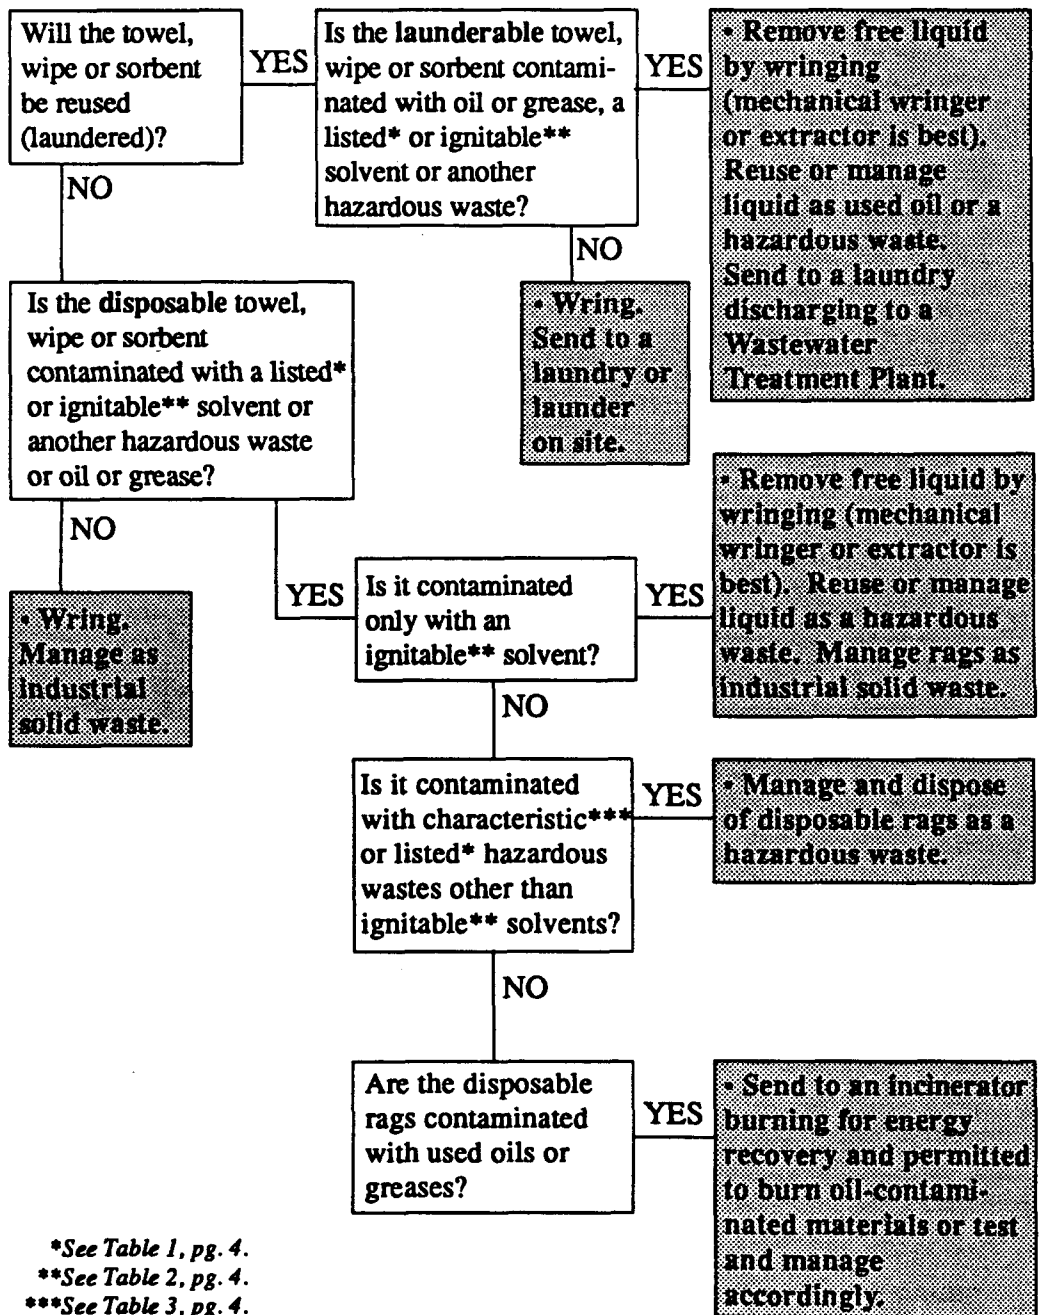 Will the towel,
wipe or sorbent
be reused
(laundered)?
YES
Is the launderable towel,
wipe or sorbent contami-
nated with oil or grease, a
listed* or ignitable**
solvent or another
hazardous waste?
YES
• Remove free liquid
by wringing
(mechanical wringer
or extractor is best).
Reuse or manage
liquid as used oil or a
hazardous waste.
Send to a laundry
discharging to a
Wastewater
Treatment Plant.
NO
NO
• Wring.
Send to a
laundry or
launder
on site.
Is the disposable towel,
wipe or sorbent
contaminated with a listed*
or ignitable** solvent or
another hazardous waste
or oil or grease?
NO
• Wring.
Manage as
industrial
solid waste.
YES
Is it contaminated
only with an
ignitable** solvent?
YES
• Remove free liquid by
wringing (mechanical
wringer or extractor is
best). Reuse or manage
liquid as a hazardous
waste. Manage rags as
industrial solid waste.
NO
Is it contaminated
with characteristic***
or listed* hazardous
wastes other than
ignitable** solvents?
YES
• Manage and dispose
of disposable rags as a
hazardous waste.
NO
Are the disposable
rags contaminated
with used oils or
greases?
YES
• Send to an incinerator
burning for energy
recovery and permitted
to burn oil-contami-
nated materials or test
and manage
accordingly.
*See Table 1, pg. 4.
**See Table 2, pg. 4.
***See Table 3, pg. 4.